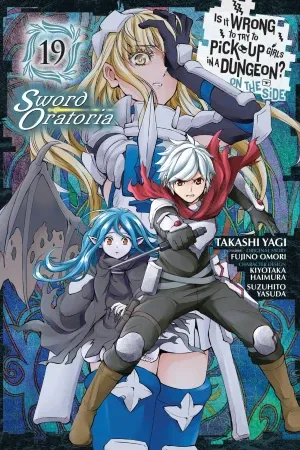 19
IS IT WRONG
TO TRY TO
PICK UP GIRLS
IN A DUNGEON?
ON THE SIDE
Sword
Oratoria
TAKASHI YAGI
ORIGINAL STORY
FUJINO OMORI
CHARACTER DESIGN
KIYOTAKA
HAIMURA
SUZUHITO
YASUDA